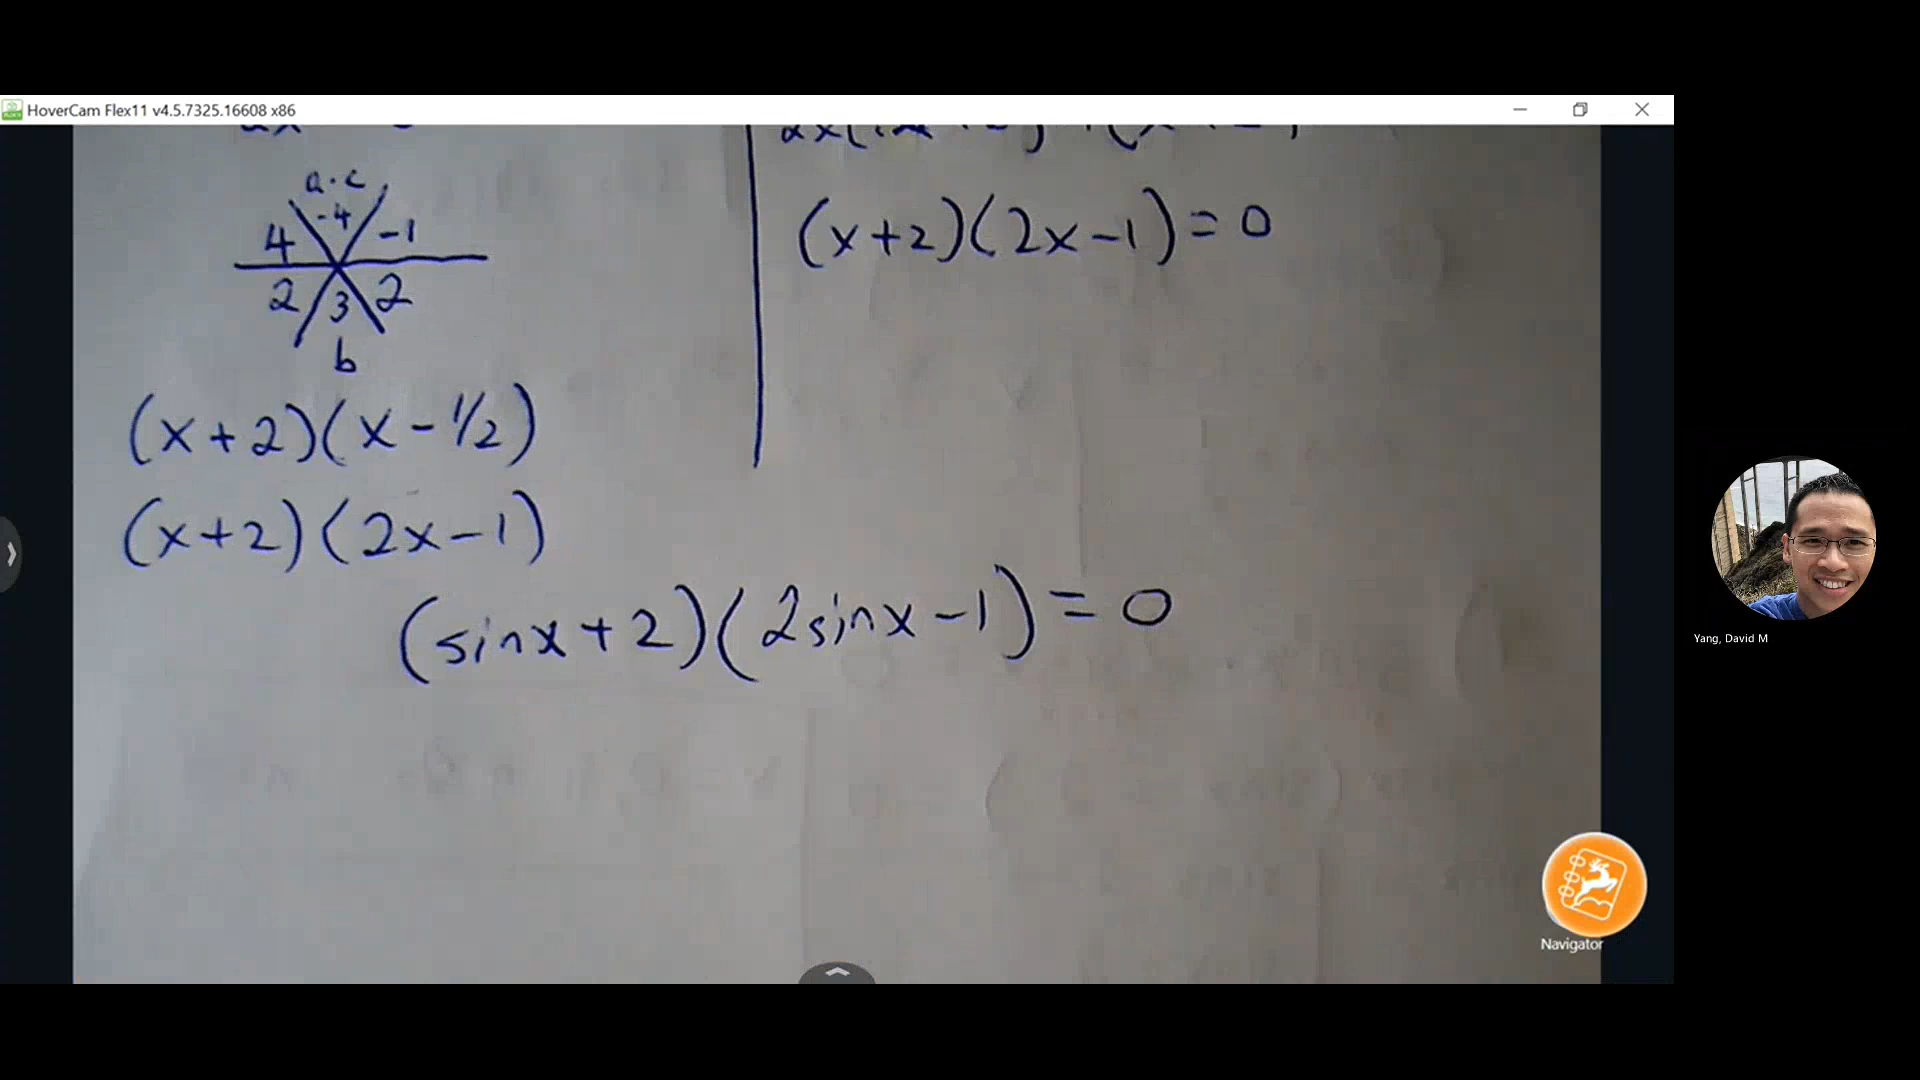 HoverCam Flex11 v4.5.7325.16608 x86
a·c
-4
4 -1
2 3 2
b
(x+2)(x-1/2)
(x+2)(2x-1)
(x+2)(2x-1)=0
(sinx+2)(2sinx-1)=0
Yang, David M
Navigator